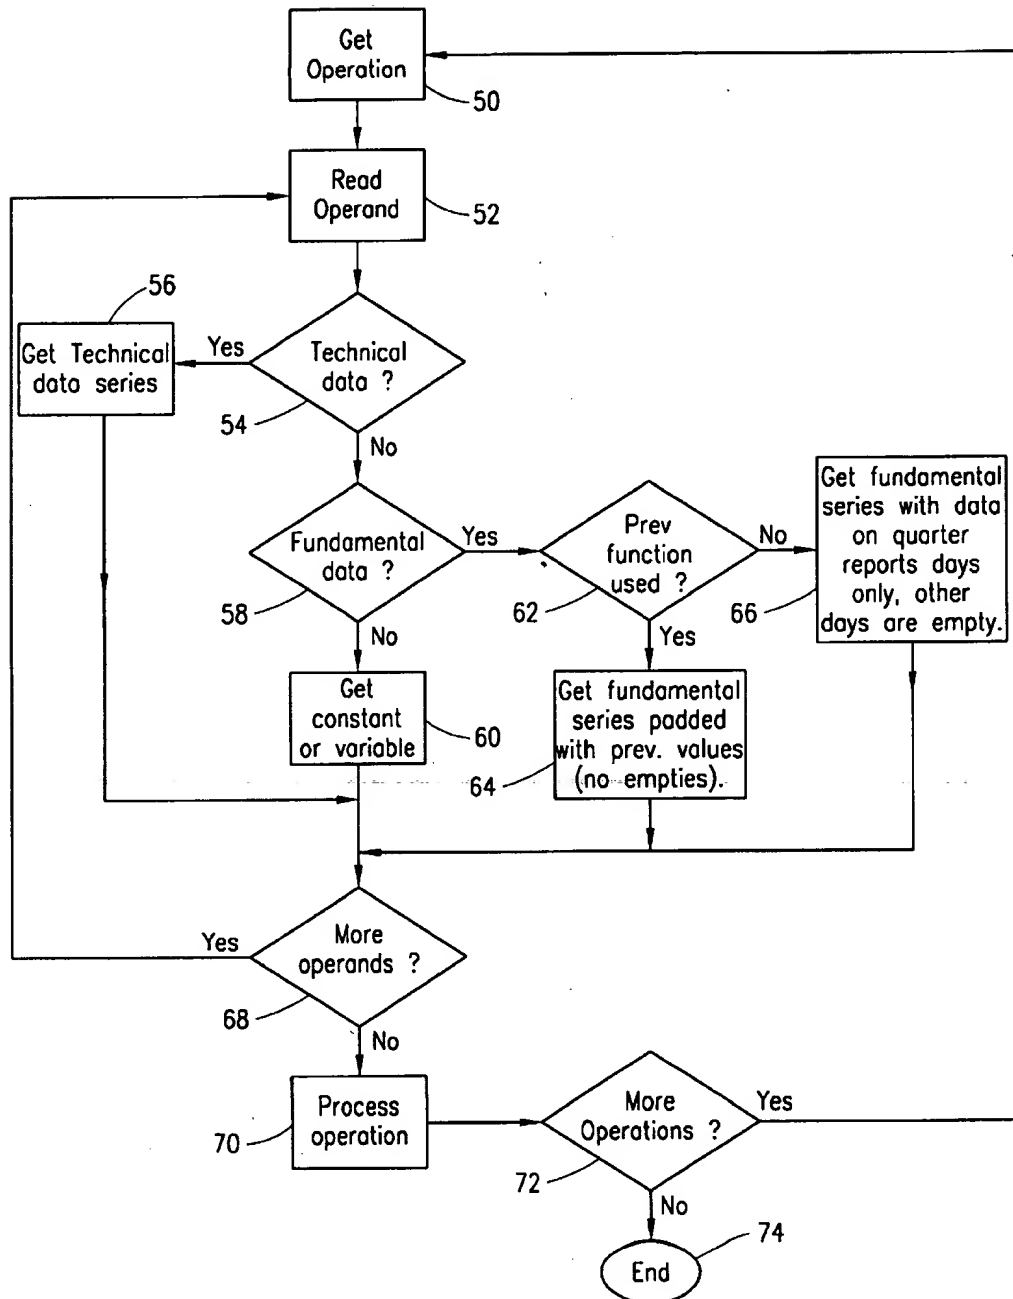 Get
Operation
50
Read
Operand
52
56
Get Technical
data series
Yes
Technical
data ?
54
No
Fundamental
data ?
58
Yes
Prev
function
used ?
62
No
Get fundamental
series with data
on quarter
reports days
only, other
days are empty.
66
No
Yes
Get
constant
or variable
60
Get fundamental
series padded
with prev. values
(no empties).
64
Yes
More
operands ?
68
No
Process
operation
70
More
Operations ?
72
Yes
No
74
End